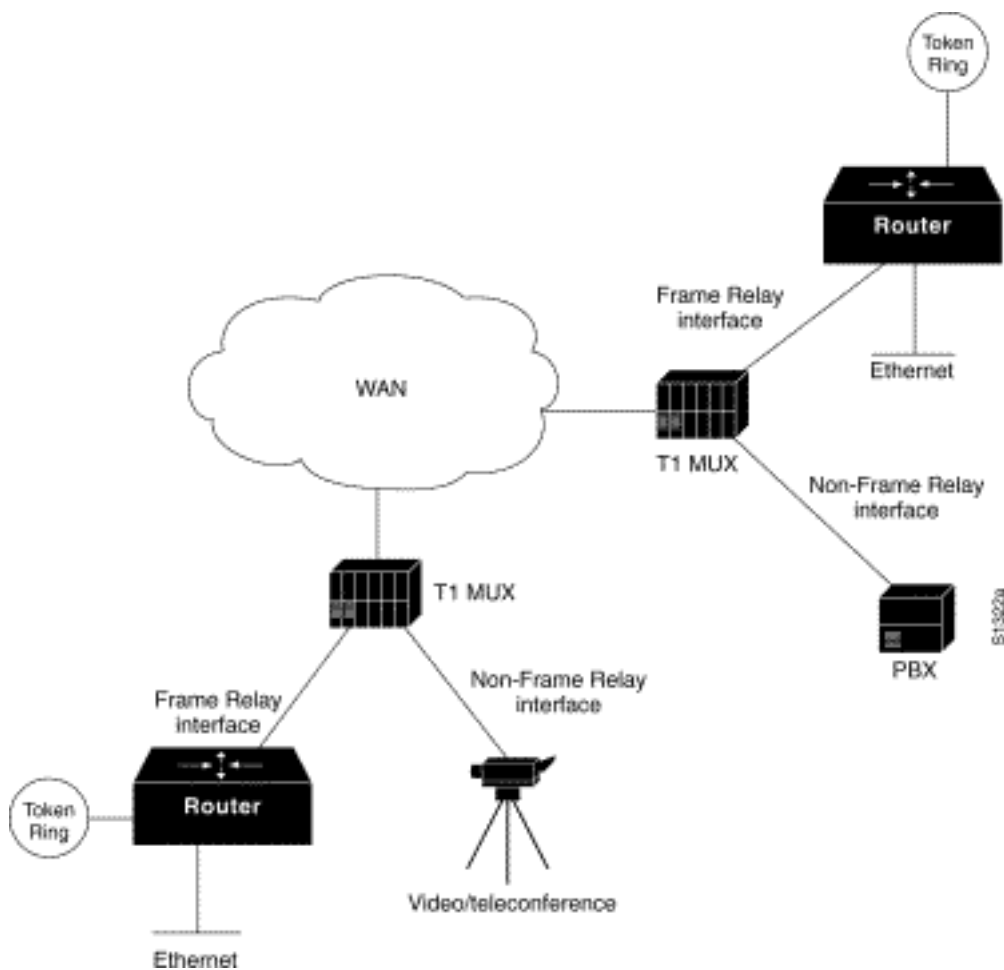 Token
Ring
Router
Frame Relay
interface
Ethernet
WAN
T1 MUX
Non-Frame Relay
interface
PBX
S1322a
T1 MUX
Frame Relay
interface
Non-Frame Relay
interface
Token
Ring
Router
Video/teleconference
Ethernet